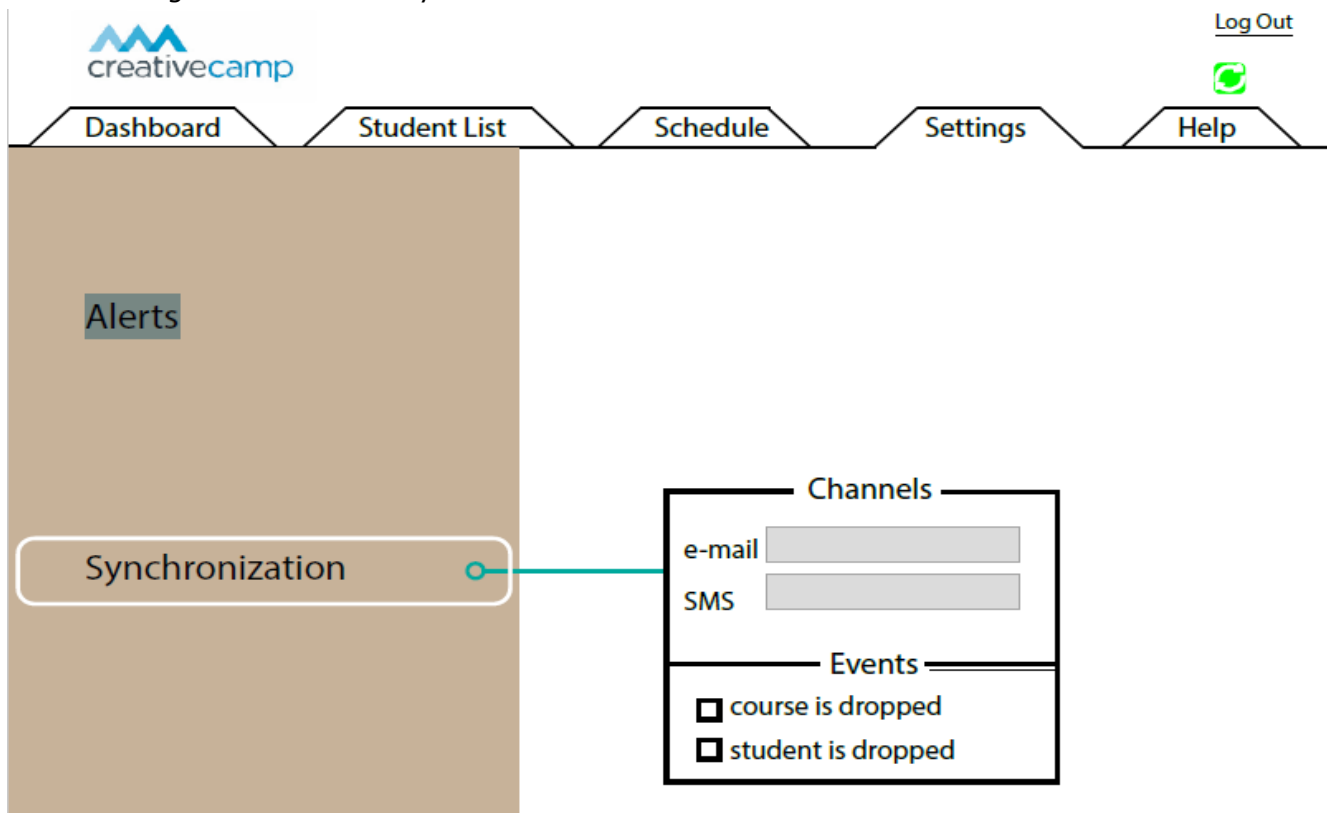 Log Out
creativecamp
Dashboard
Student List
Schedule
Settings
Help
Alerts
Synchronization
Channels
e-mail
SMS
Events
course is dropped
student is dropped